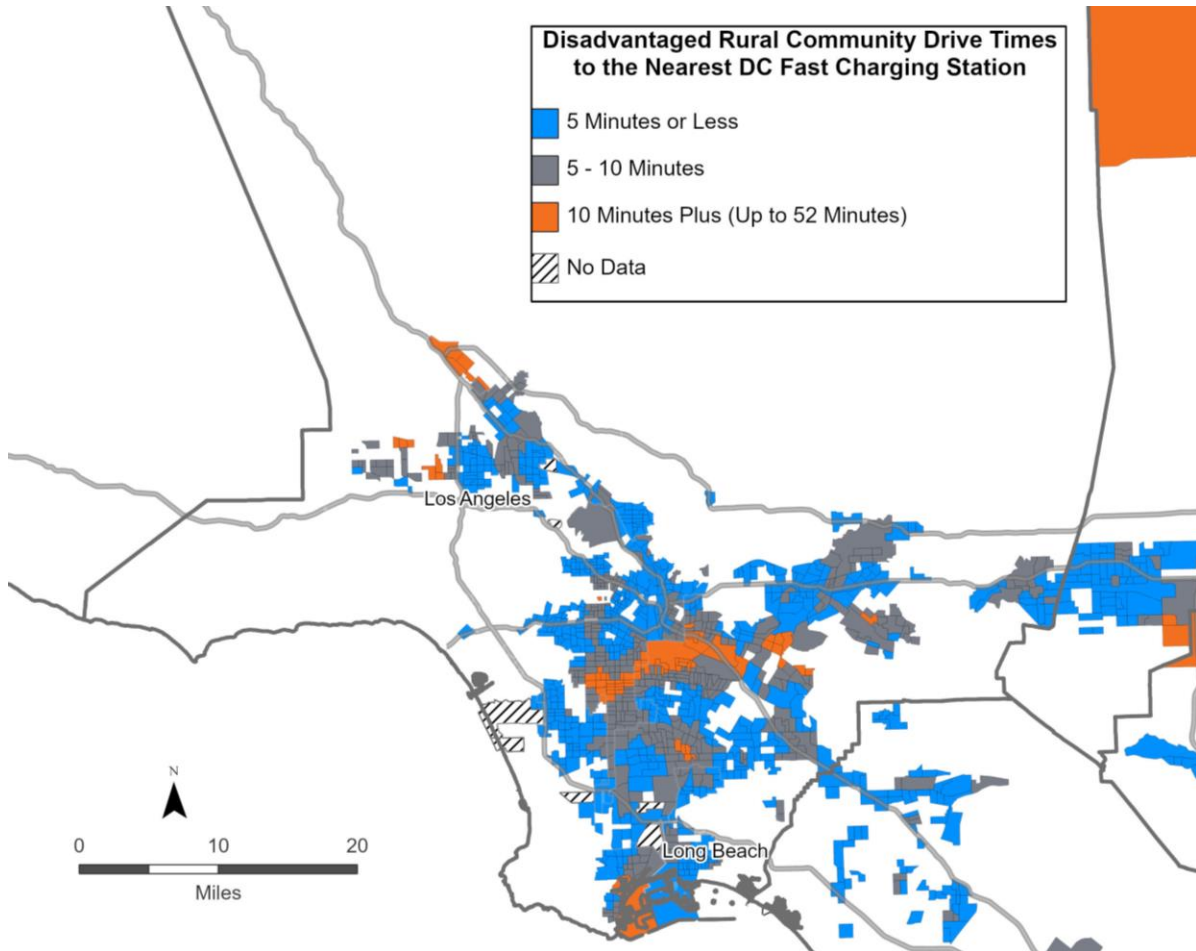 Disadvantaged Rural Community Drive Times
to the Nearest DC Fast Charging Station
5 Minutes or Less
5 - 10 Minutes
10 Minutes Plus (Up to 52 Minutes)
No Data
Los Angeles
Long Beach
N
0 10 20
Miles